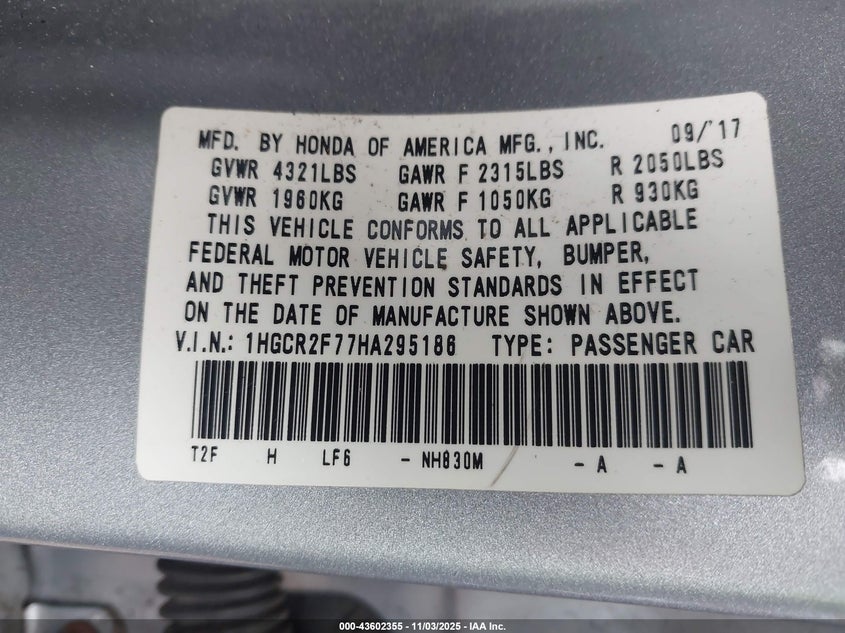 MFD. BY HONDA OF AMERICA MFG., INC. 09/'17
GVWR 4321LBS GAWR F 2315LBS R 2050LBS
GVWR 1960KG GAWR F 1050KG R 930KG
THIS VEHICLE CONFORMS TO ALL APPLICABLE
FEDERAL MOTOR VEHICLE SAFETY, BUMPER,
AND THEFT PREVENTION STANDARDS IN EFFECT
ON THE DATE OF MANUFACTURE SHOWN ABOVE.
V.I.N.: 1HGCR2F77HA295186 TYPE: PASSENGER CAR
T2F H LF6 - NH830M - A - A
000-43602355 | 11/03/2025 | IAA Inc.